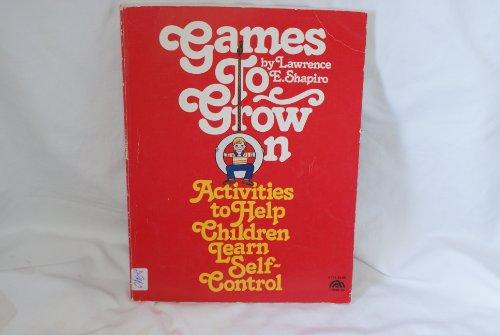 Games
by Lawrence
E. Shapiro
To
Grow
On
Activities
to Help
Children
Learn
Self-
Control